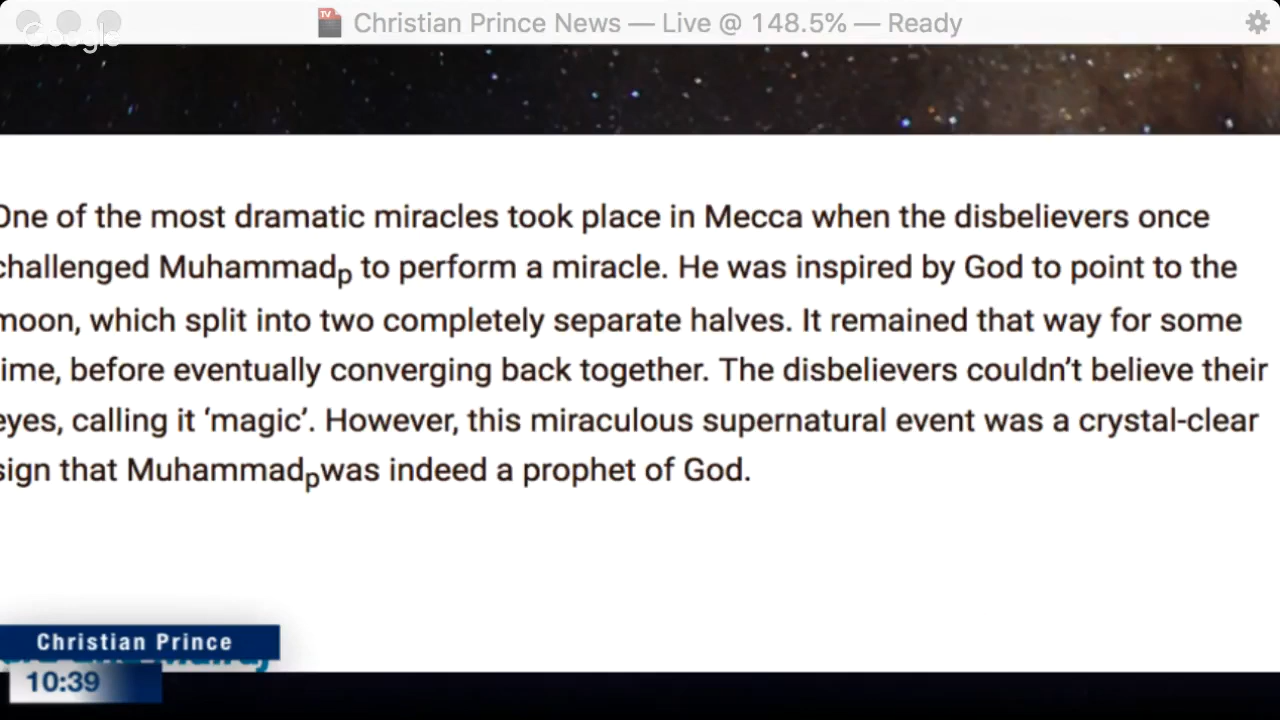 Christian Prince News — Live @ 148.5% — Ready
Google
One of the most dramatic miracles took place in Mecca when the disbelievers once
challenged Muhammadp to perform a miracle. He was inspired by God to point to the
moon, which split into two completely separate halves. It remained that way for some
time, before eventually converging back together. The disbelievers couldn't believe their
eyes, calling it ‘magic’. However, this miraculous supernatural event was a crystal-clear
sign that Muhammadpwas indeed a prophet of God.
Christian Prince
10:39